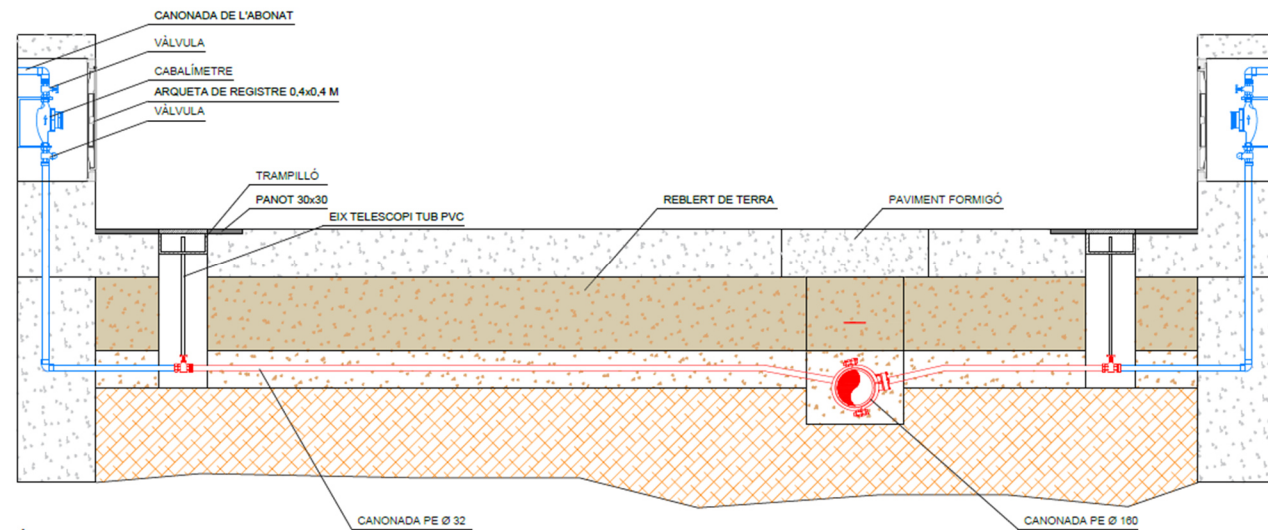 CANONADA DE L'ABONAT
VÀLVULA
CABALÍMETRE
ARQUETA DE REGISTRE 0,4x0,4 M
VÀLVULA
TRAMPILLÓ
PANOT 30x30
EIX TELESCOPI TUB PVC
REBLERT DE TERRA
PAVIMENT FORMIGÓ
CANONADA PE Ø 32
CANONADA PE Ø 160